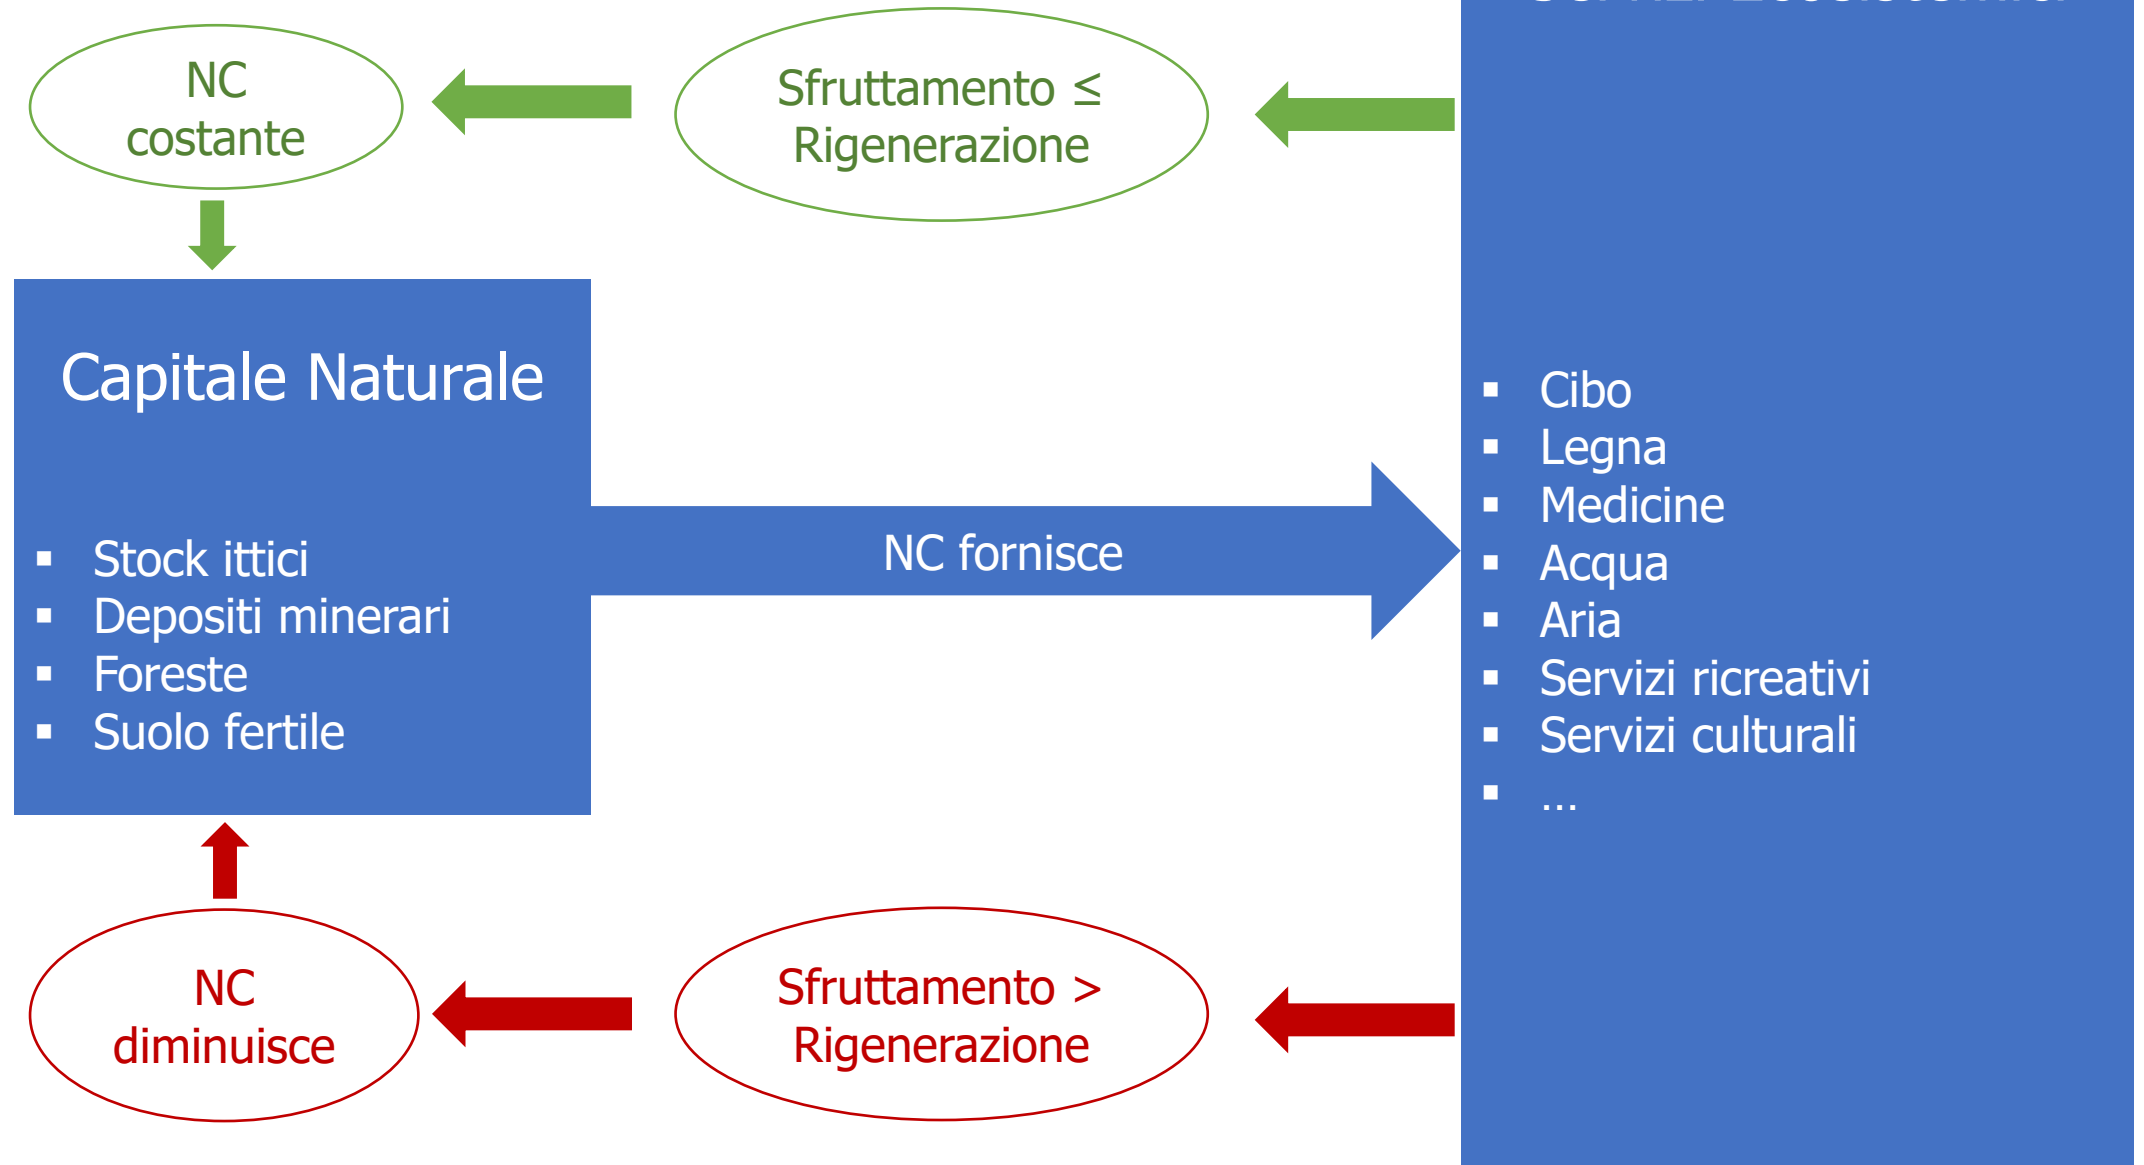 NC
costante
Sfruttamento ≤
Rigenerazione
Capitale Naturale
▪ Stock ittici
▪ Depositi minerari
▪ Foreste
▪ Suolo fertile
NC fornisce
▪ Cibo
▪ Legna
▪ Medicine
▪ Acqua
▪ Aria
▪ Servizi ricreativi
▪ Servizi culturali
▪ …
NC
diminuisce
Sfruttamento >
Rigenerazione